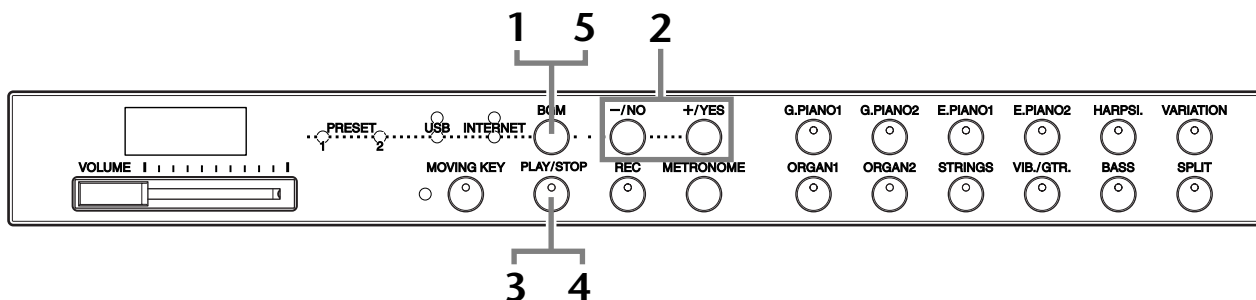 1 5 2
BGM −/NO +/YES G.PIANO1 G.PIANO2 E.PIANO1 E.PIANO2 HARPSI. VARIATION
PRESET USB INTERNET
1 2
VOLUME MOVING KEY PLAY/STOP REC METRONOME ORGAN1 ORGAN2 STRINGS VIB./GTR. BASS SPLIT
3 4